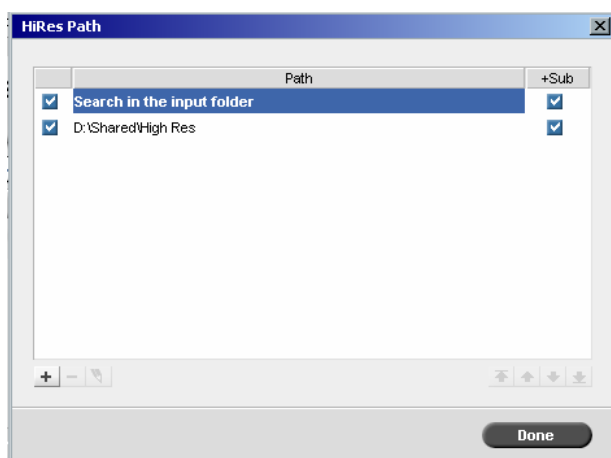 HiRes Path
Path +Sub
Search in the input folder
D:\Shared\High Res
Done